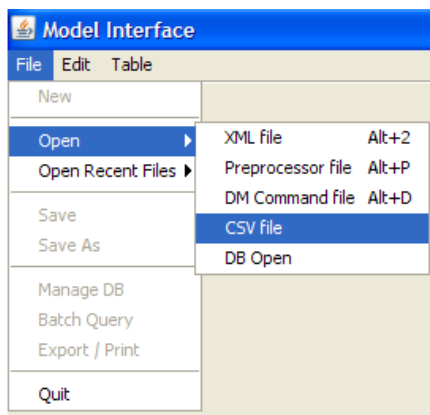 Model Interface
File Edit Table
New
Open
Open Recent Files
Save
Save As
Manage DB
Batch Query
Export / Print
Quit
XML file Alt+2
Preprocessor file Alt+P
DM Command file Alt+D
CSV file
DB Open